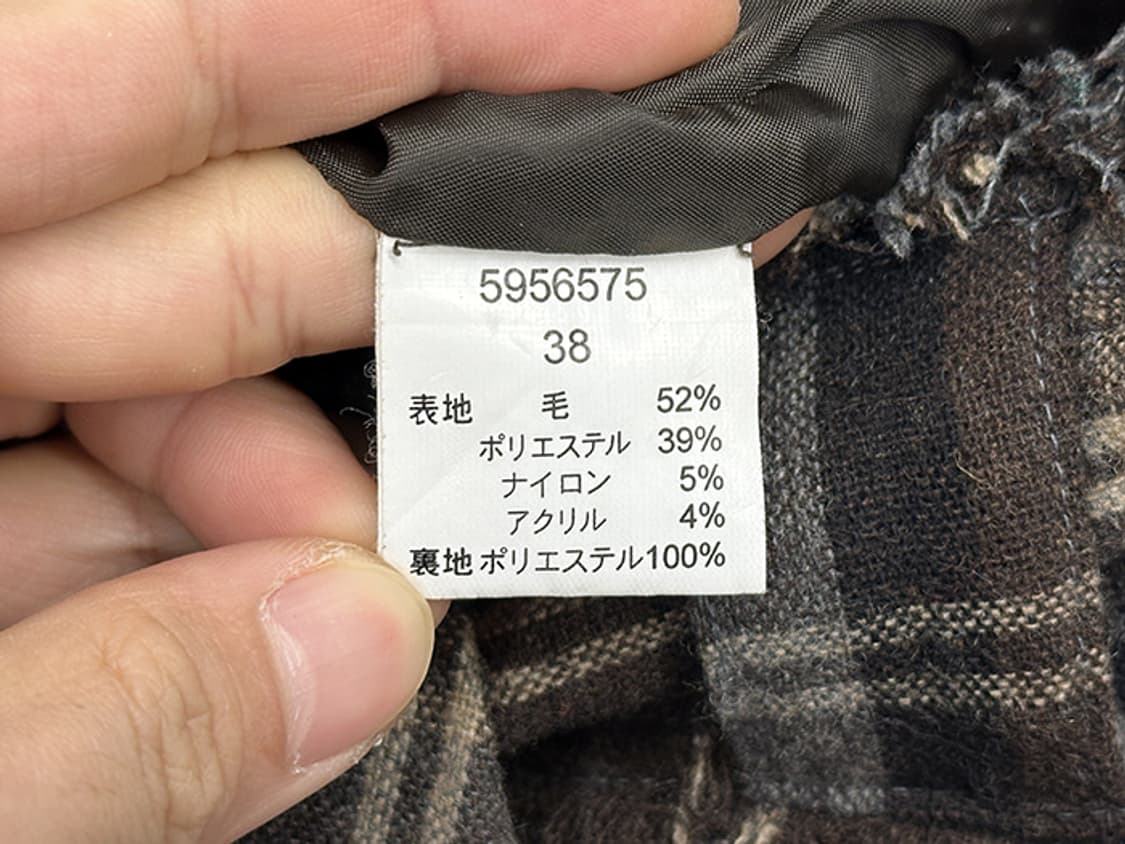 5956575
38
表地 毛 52%
ポリエステル 39%
ナイロン 5%
アクリル 4%
裏地 ポリエステル100%